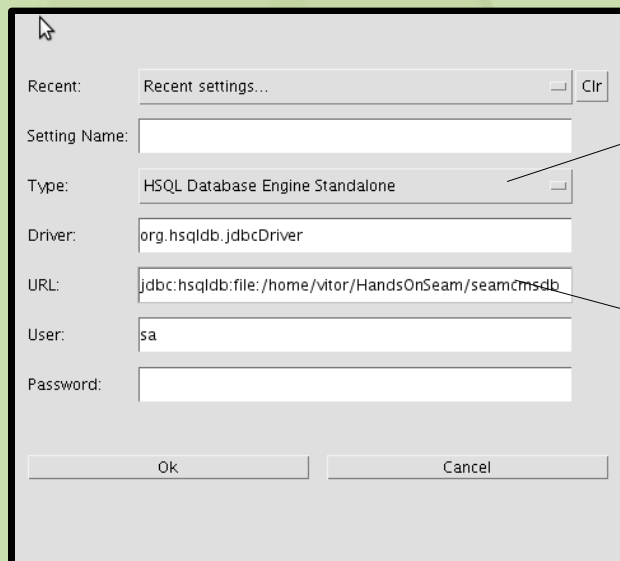 Recent: Recent settings... Clr
Setting Name:
Type: HSQL Database Engine Standalone
Driver: org.hsqldb.jdbcDriver
URL: jdbc:hsqldb:file:/home/vitor/HandsOnSeam/seamcmsdb
User: sa
Password:
Ok Cancel